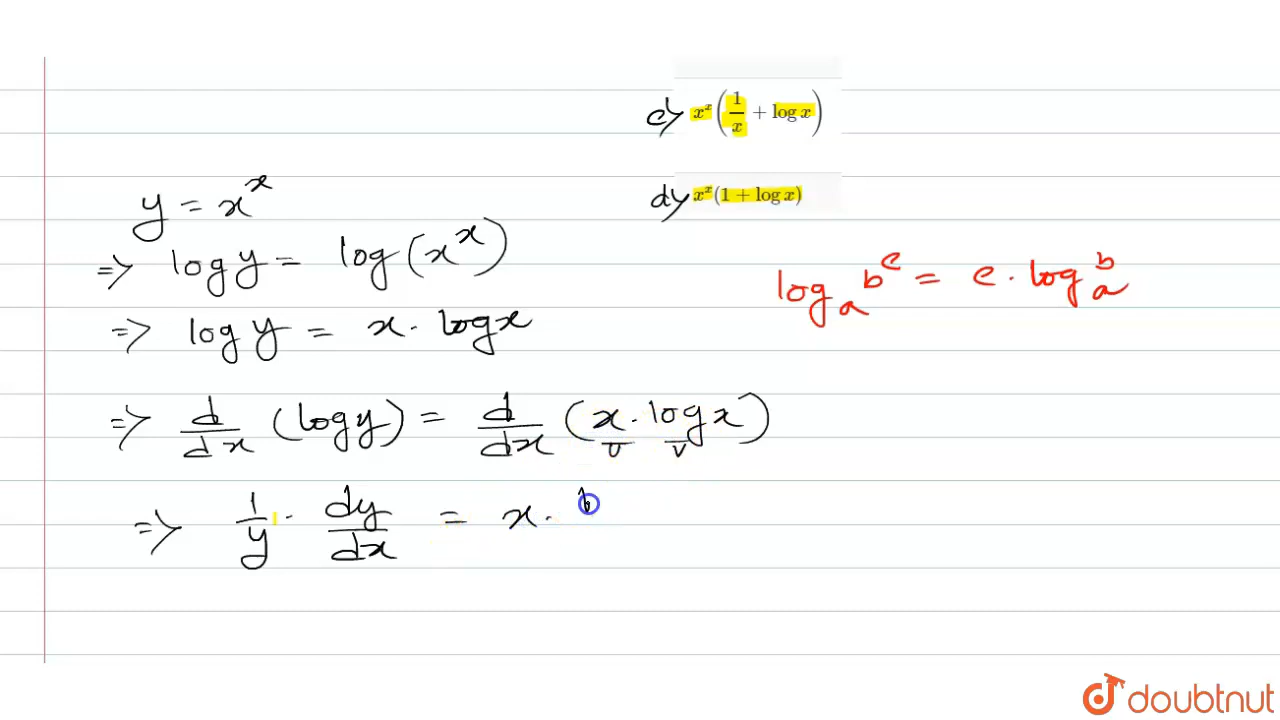 c) x^x(1/x + log x)
d) x^x(1 + log x)
y = x^x
=> log y = log(x^x)
log_a b^c = c · log_a b
=> log y = x · log x
=> d/dx (log y) = d/dx (x · log x)
U V
=> 1/y · dy/dx = x ·
doubtnut